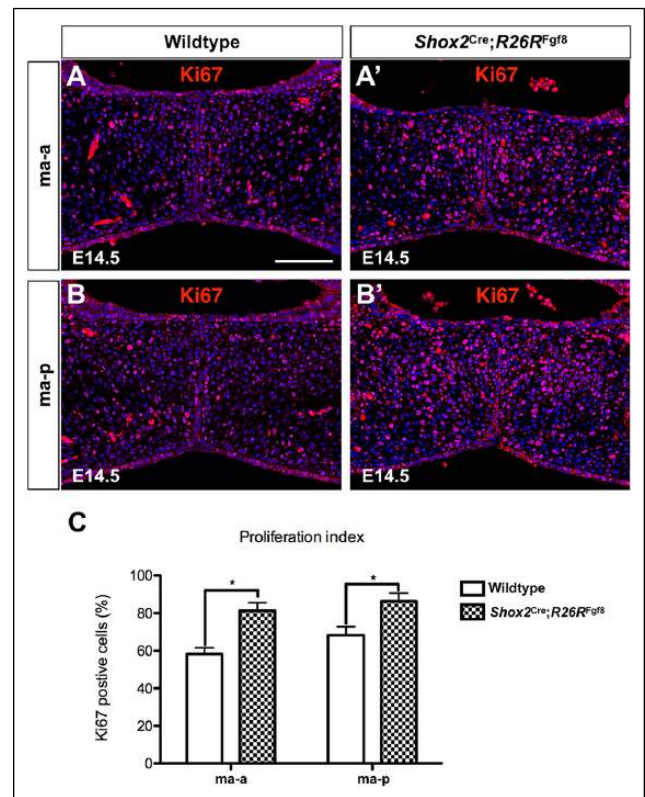 Wildtype
Shox2Cre;R26RFgf8
ma-a
A Ki67
E14.5
A' Ki67
E14.5
ma-p
B Ki67
E14.5
B' Ki67
E14.5
C
Proliferation index
Ki67 postive cells (%)
100
80
60
40
20
0
*
*
ma-a
ma-p
Wildtype
Shox2Cre;R26RFgf8